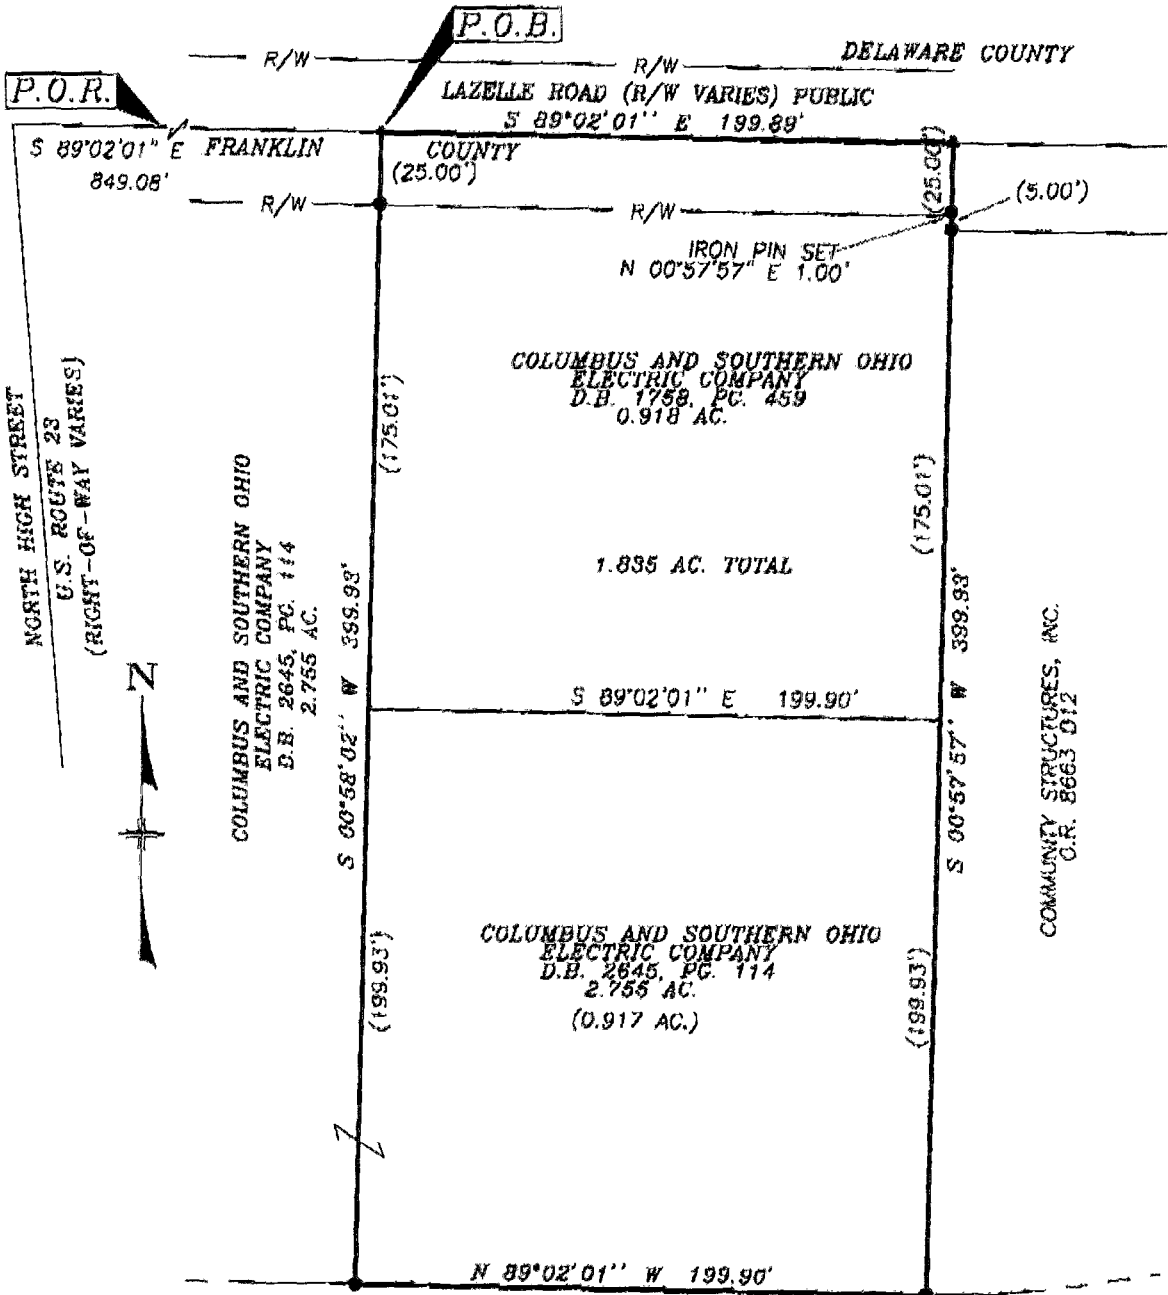 P.O.B.
P.O.R.
R/W
R/W
DELAWARE COUNTY
LAZELLE ROAD (R/W VARIES) PUBLIC
S 89°02'01" E 199.89'
S 89°02'01" E
849.08'
FRANKLIN
COUNTY
(25.00')
(25.00')
(5.00')
R/W
R/W
IRON PIN SET
N 00°57'57" E 1.00'
COLUMBUS AND SOUTHERN OHIO
ELECTRIC COMPANY
D.B. 1758, PG. 459
0.918 AC.
(175.01')
(175.01')
NORTH HIGH STREET
U.S. ROUTE 23
(RIGHT-OF-WAY VARIES)
COLUMBUS AND SOUTHERN OHIO
ELECTRIC COMPANY
D.B. 2645, PG. 114
2.755 AC.
1.835 AC. TOTAL
S 00°58'02" W 399.93'
S 00°57'57" W 399.93'
COMMUNITY STRUCTURES, INC.
O.R. 8663 D12
N
S 89°02'01" E 199.90'
COLUMBUS AND SOUTHERN OHIO
ELECTRIC COMPANY
D.B. 2645, PG. 114
2.755 AC.
(0.917 AC.)
(199.93')
(199.93')
N 89°02'01" W 199.90'